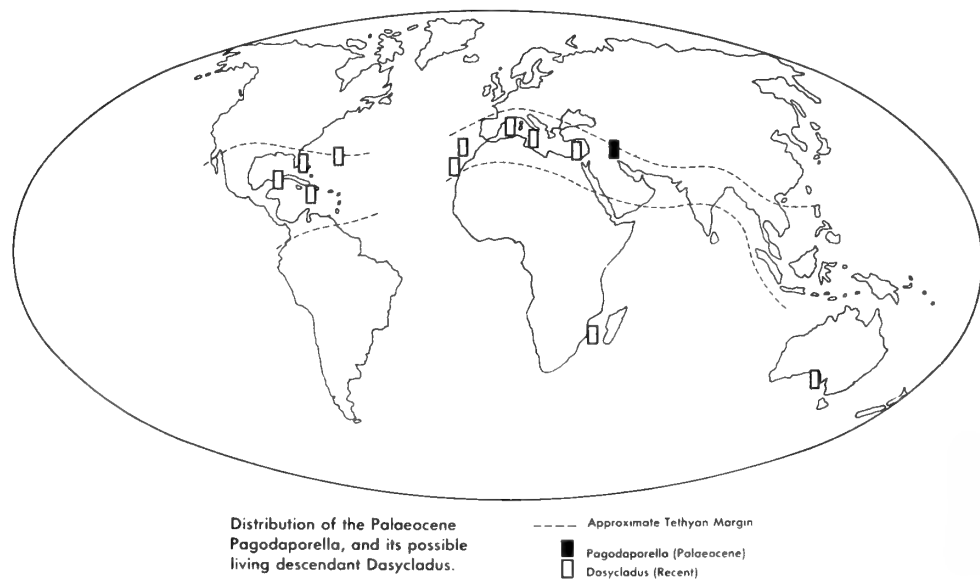 Distribution of the Palaeocene
Pagodaporella, and its possible
living descendant Dasycladus.
Approximate Tethyan Margin
Pagodaporella (Palaeocene)
Dasycladus (Recent)